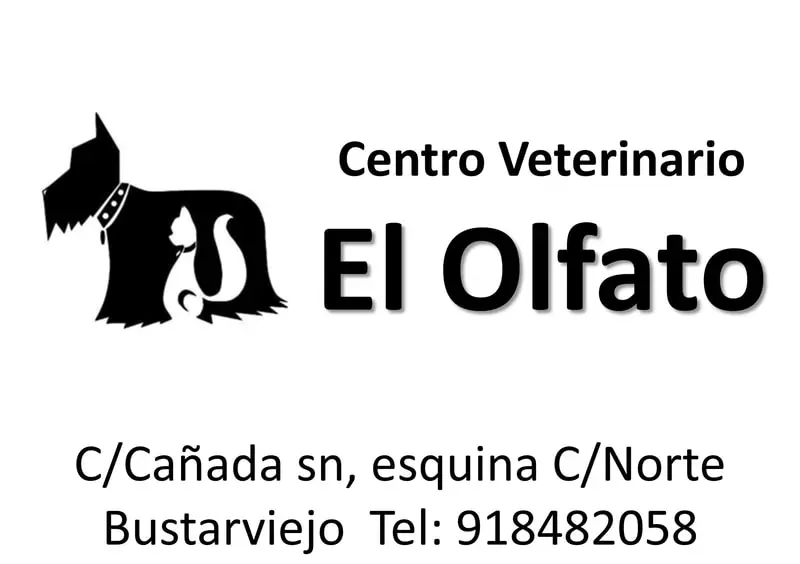 Centro Veterinario
El Olfato
C/Cañada sn, esquina C/Norte
Bustarviejo  Tel: 918482058